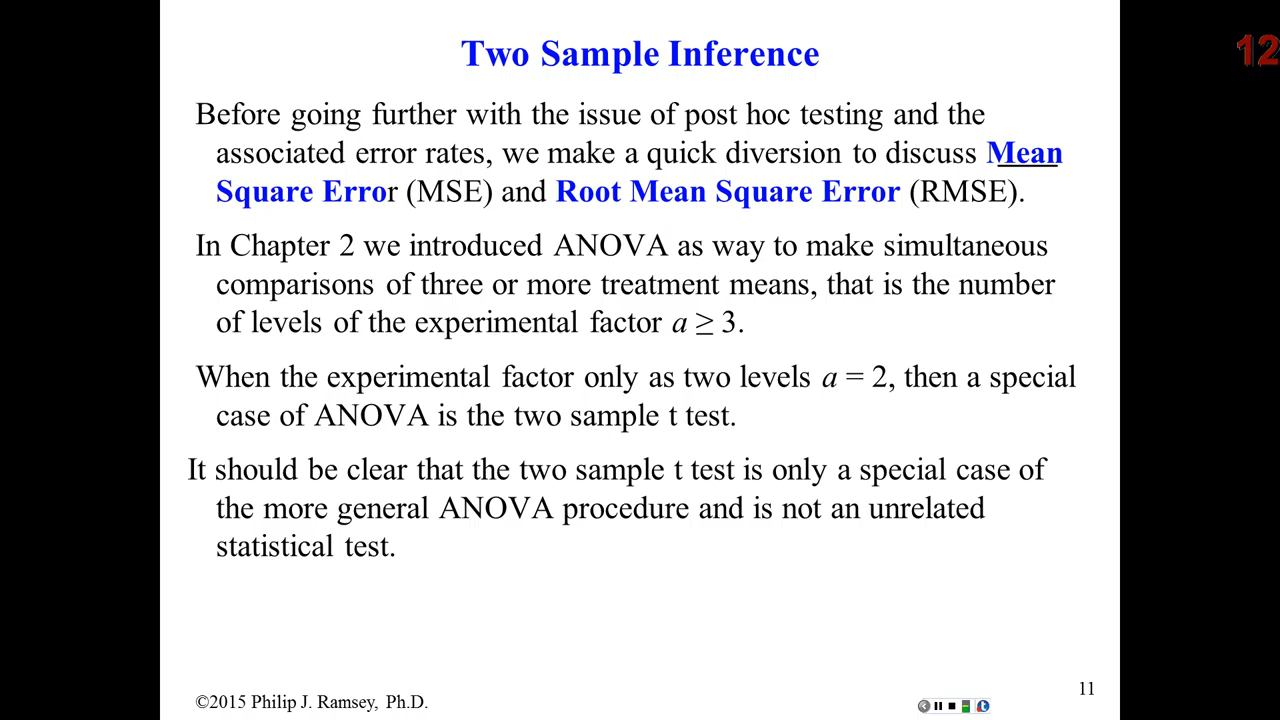 Two Sample Inference
12
Before going further with the issue of post hoc testing and the
associated error rates, we make a quick diversion to discuss Mean
Square Error (MSE) and Root Mean Square Error (RMSE).
In Chapter 2 we introduced ANOVA as way to make simultaneous
comparisons of three or more treatment means, that is the number
of levels of the experimental factor a ≥ 3.
When the experimental factor only as two levels a = 2, then a special
case of ANOVA is the two sample t test.
It should be clear that the two sample t test is only a special case of
the more general ANOVA procedure and is not an unrelated
statistical test.
©2015 Philip J. Ramsey, Ph.D.
11